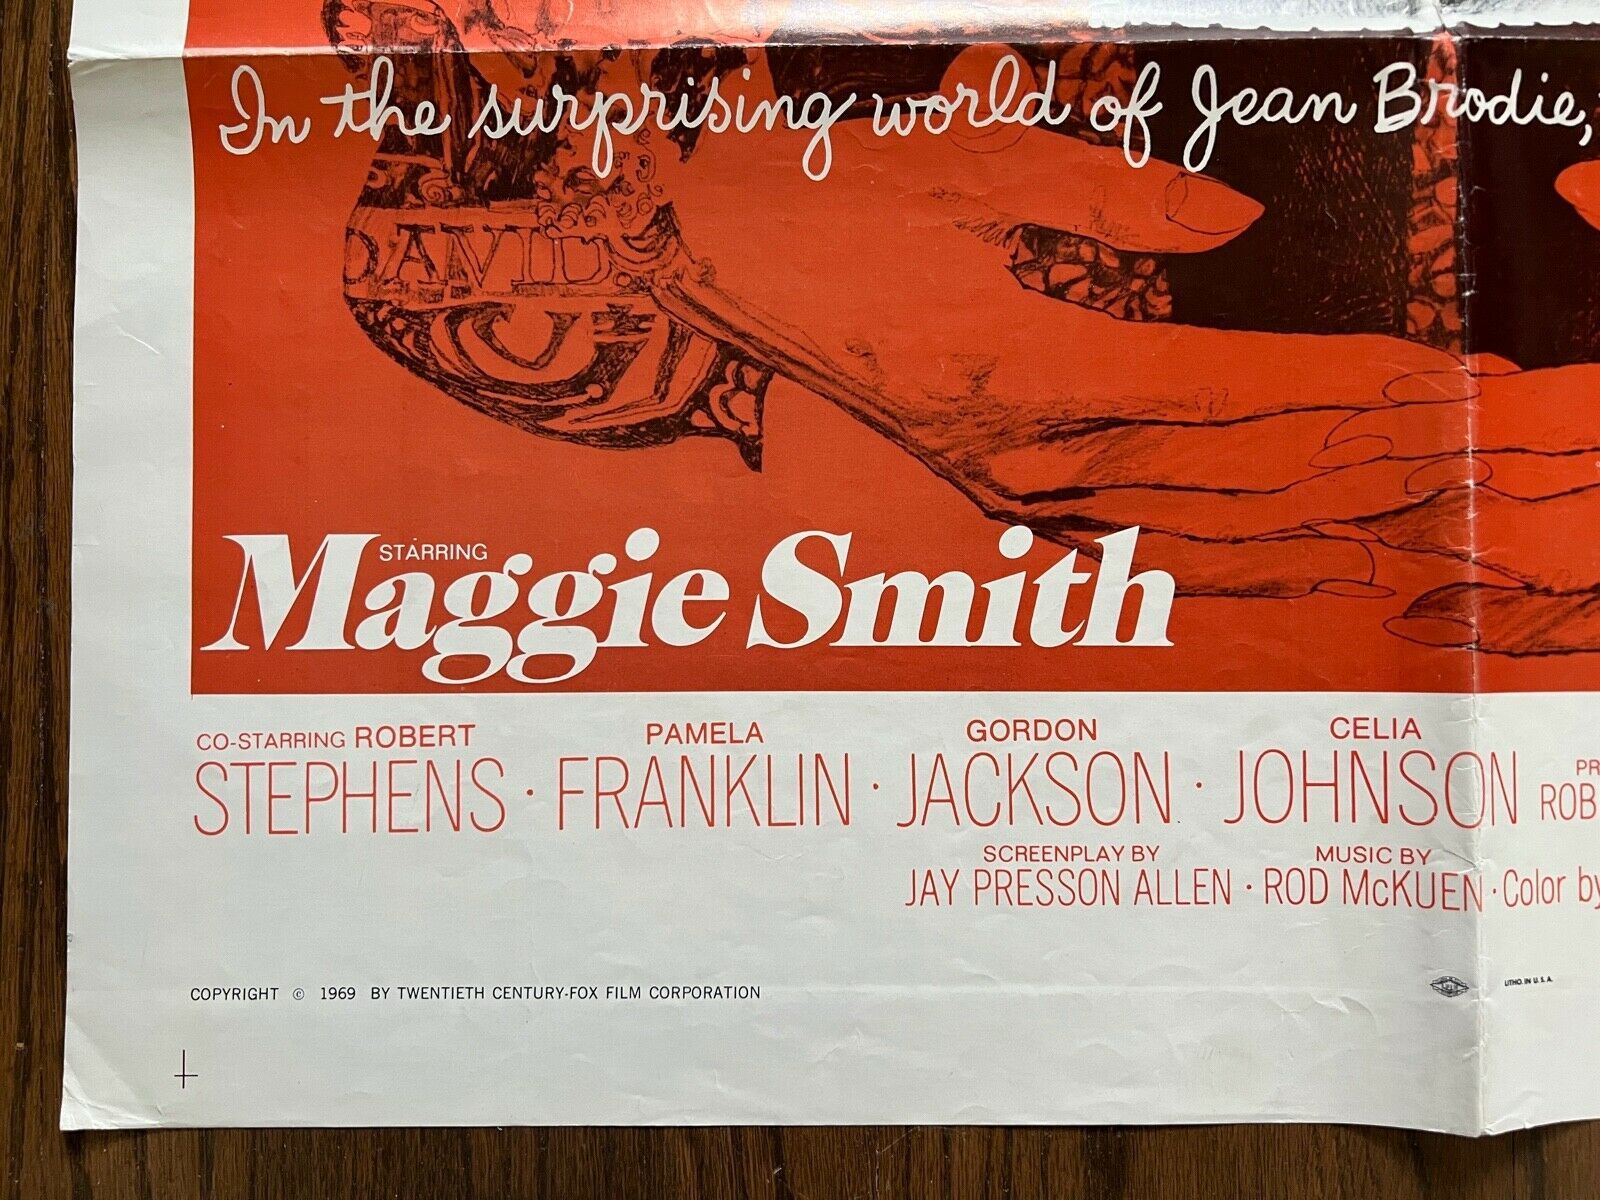 In the surprising world of Jean Brodie,
DAVID
STARRING
Maggie Smith
CO-STARRING ROBERT STEPHENS · PAMELA FRANKLIN · GORDON JACKSON · CELIA JOHNSON
PR
ROB
SCREENPLAY BY
JAY PRESSON ALLEN ·
MUSIC BY
ROD McKUEN · Color by
COPYRIGHT © 1969 BY TWENTIETH CENTURY-FOX FILM CORPORATION
LITHO. IN U.S.A.